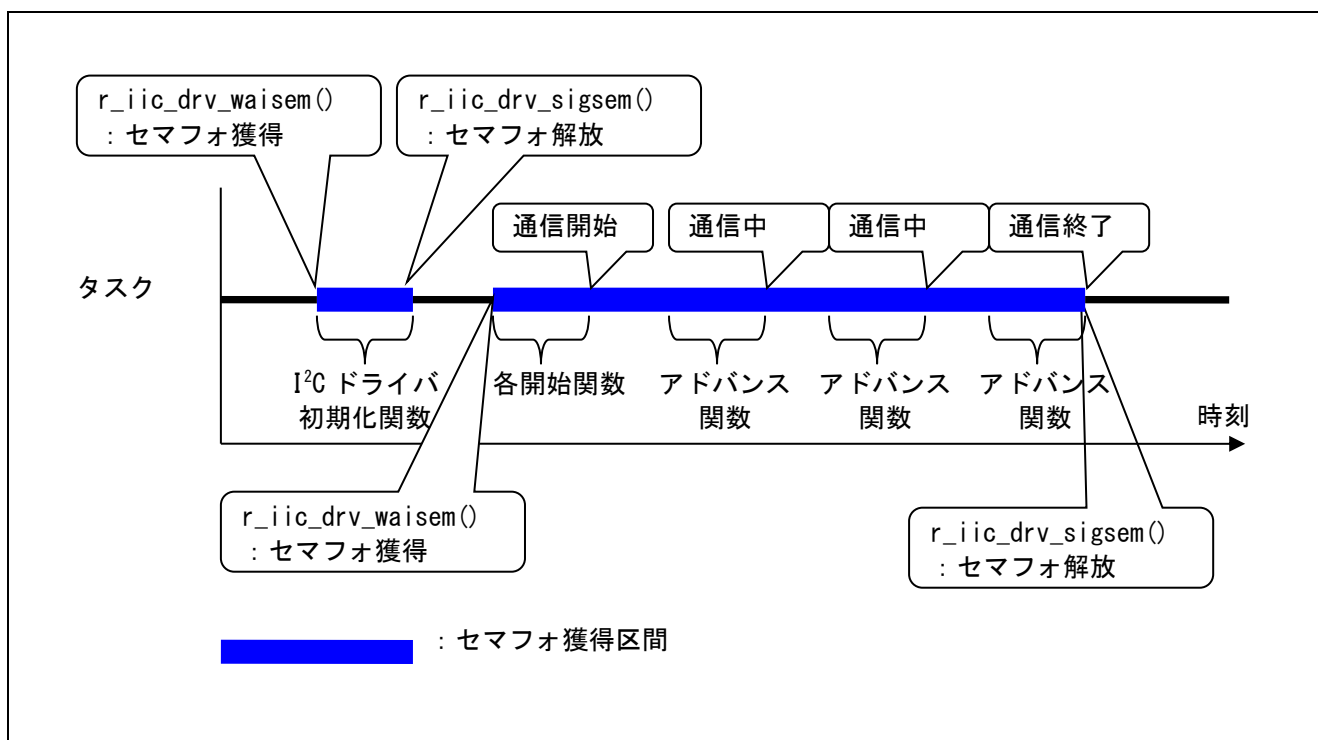 r_iic_drv_waisem()
:セマフォ獲得
r_iic_drv_sigsem()
:セマフォ解放
通信開始
通信中
通信中
通信終了
タスク
I²C ドライバ
初期化関数
各開始関数
アドバンス
関数
アドバンス
関数
アドバンス
関数
時刻
r_iic_drv_waisem()
:セマフォ獲得
r_iic_drv_sigsem()
:セマフォ解放
:セマフォ獲得区間